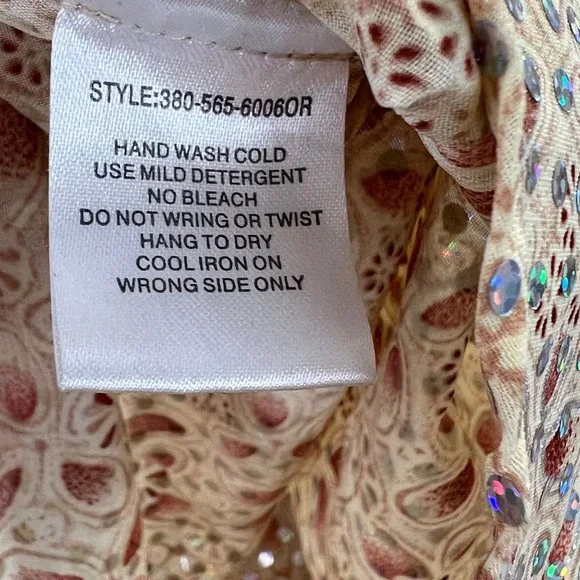 STYLE:380-565-6006OR
HAND WASH COLD
USE MILD DETERGENT
NO BLEACH
DO NOT WRING OR TWIST
HANG TO DRY
COOL IRON ON
WRONG SIDE ONLY